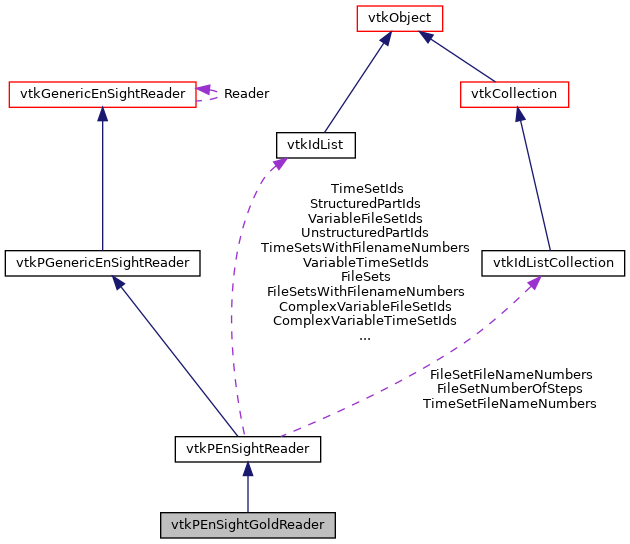 vtkObject
vtkGenericEnSightReader
Reader
vtkCollection
vtkIdList
TimeSetIds
StructuredPartIds
VariableFileSetIds
UnstructuredPartIds
TimeSetsWithFilenameNumbers
VariableTimeSetIds
FileSets
FileSetsWithFilenameNumbers
ComplexVariableFileSetIds
ComplexVariableTimeSetIds
...
vtkPGenericEnSightReader
vtkIdListCollection
FileSetFileNameNumbers
FileSetNumberOfSteps
TimeSetFileNameNumbers
vtkPEnSightReader
vtkPEnSightGoldReader